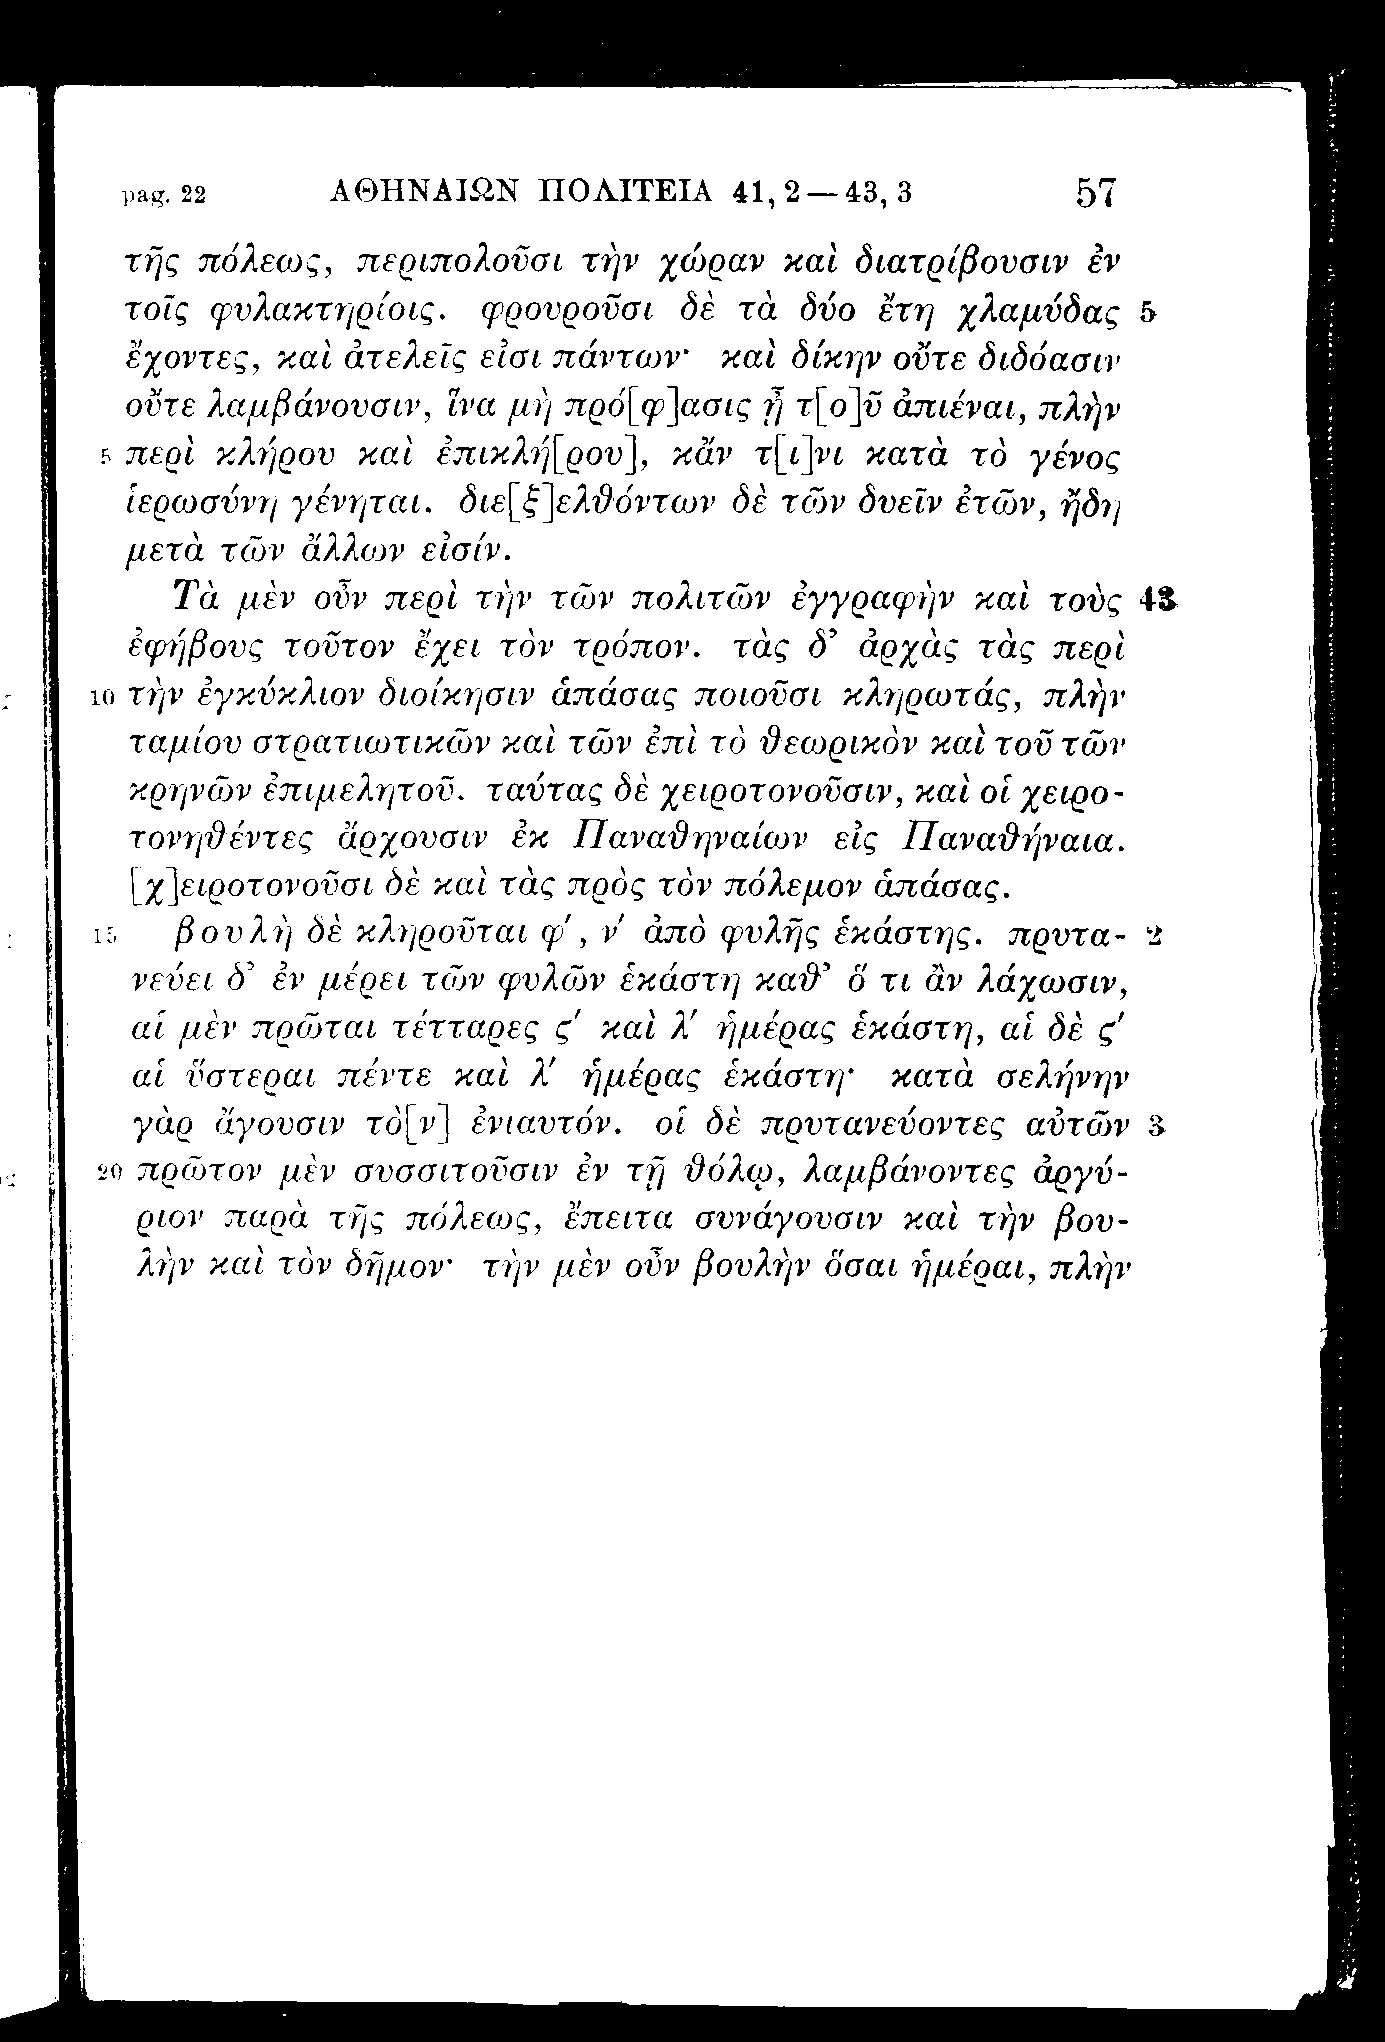 pag. 22 ΑΘΗΝΑΙΩΝ ΠΟΛΙΤΕΙΑ 41, 2 — 43, 3 57
τῆς πόλεως, περιπολοῦσι τὴν χώραν καὶ διατρίβουσιν ἐν
τοῖς φυλακτηρίοις. φρουροῦσι δὲ τὰ δύο ἔτη χλαμύδας 5
ἔχοντες, καὶ ἀτελεῖς εἰσι πάντων· καὶ δίκην οὔτε διδόασιν
οὔτε λαμβάνουσιν, ἵνα μὴ πρό[φ]ασις ᾖ τ[ο]ῦ ἀπιέναι, πλὴν
5 περὶ κλήρου καὶ ἐπικλή[ρου], κἄν τ[ι]νι κατὰ τὸ γένος
ἱερωσύνη γένηται. διε[ξ]ελθόντων δὲ τῶν δυεῖν ἐτῶν, ἤδη
μετὰ τῶν ἄλλων εἰσίν.
Τὰ μὲν οὖν περὶ τὴν τῶν πολιτῶν ἐγγραφὴν καὶ τοὺς 43
ἐφήβους τοῦτον ἔχει τὸν τρόπον. τὰς δ’ ἀρχὰς τὰς περὶ
10 τὴν ἐγκύκλιον διοίκησιν ἁπάσας ποιοῦσι κληρωτάς, πλὴν
ταμίου στρατιωτικῶν καὶ τῶν ἐπὶ τὸ θεωρικὸν καὶ τοῦ τῶν
κρηνῶν ἐπιμελητοῦ. ταύτας δὲ χειροτονοῦσιν, καὶ οἱ χειρο-
τονηθέντες ἄρχουσιν ἐκ Παναθηναίων εἰς Παναθήναια.
[χ]ειροτονοῦσι δὲ καὶ τὰς πρὸς τὸν πόλεμον ἁπάσας.
15 βουλὴ δὲ κληροῦται φ′, ν′ ἀπὸ φυλῆς ἑκάστης. πρυτα- 2
νεύει δ’ ἐν μέρει τῶν φυλῶν ἑκάστη καθ’ ὅ τι ἂν λάχωσιν,
αἱ μὲν πρῶται τέτταρες ς′ καὶ λ′ ἡμέρας ἑκάστη, αἱ δὲ ς′
αἱ ὕστεραι πέντε καὶ λ′ ἡμέρας ἑκάστη· κατὰ σελήνην
γὰρ ἄγουσιν τὸ[ν] ἐνιαυτόν. οἱ δὲ πρυτανεύοντες αὐτῶν 3
20 πρῶτον μὲν συσσιτοῦσιν ἐν τῇ θόλῳ, λαμβάνοντες ἀργύ-
ριον παρὰ τῆς πόλεως, ἔπειτα συνάγουσιν καὶ τὴν βου-
λὴν καὶ τὸν δῆμον· τὴν μὲν οὖν βουλὴν ὅσαι ἡμέραι, πλὴν